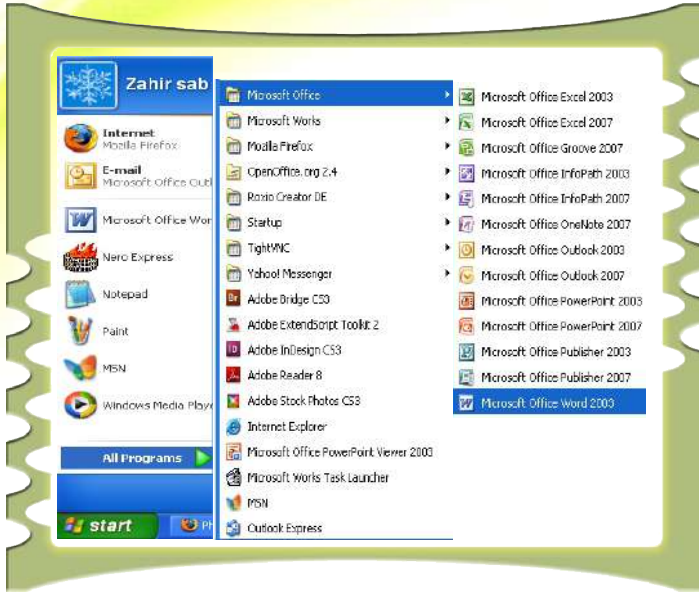 Zahir sab
Internet
Mozilla Firefox
E-mail
Microsoft Office Outl
Microsoft Office Wor
Nero Express
Notepad
Paint
MSN
Windows Media Playe
All Programs
start
Microsoft Office
Microsoft Works
Mozilla Firefox
OpenOffice.org 2.4
Roxio Creator DE
Startup
TightVNC
Yahoo! Messenger
Adobe Bridge CS3
Adobe ExtendScript Toolkit 2
Adobe InDesign CS3
Adobe Reader 8
Adobe Stock Photos CS3
Internet Explorer
Microsoft Office PowerPoint Viewer 2003
Microsoft Works Task Launcher
MSN
Outlook Express
Microsoft Office Excel 2003
Microsoft Office Excel 2007
Microsoft Office Groove 2007
Microsoft Office InfoPath 2003
Microsoft Office InfoPath 2007
Microsoft Office OneNote 2007
Microsoft Office Outlook 2003
Microsoft Office Outlook 2007
Microsoft Office PowerPoint 2003
Microsoft Office PowerPoint 2007
Microsoft Office Publisher 2003
Microsoft Office Publisher 2007
Microsoft Office Word 2003